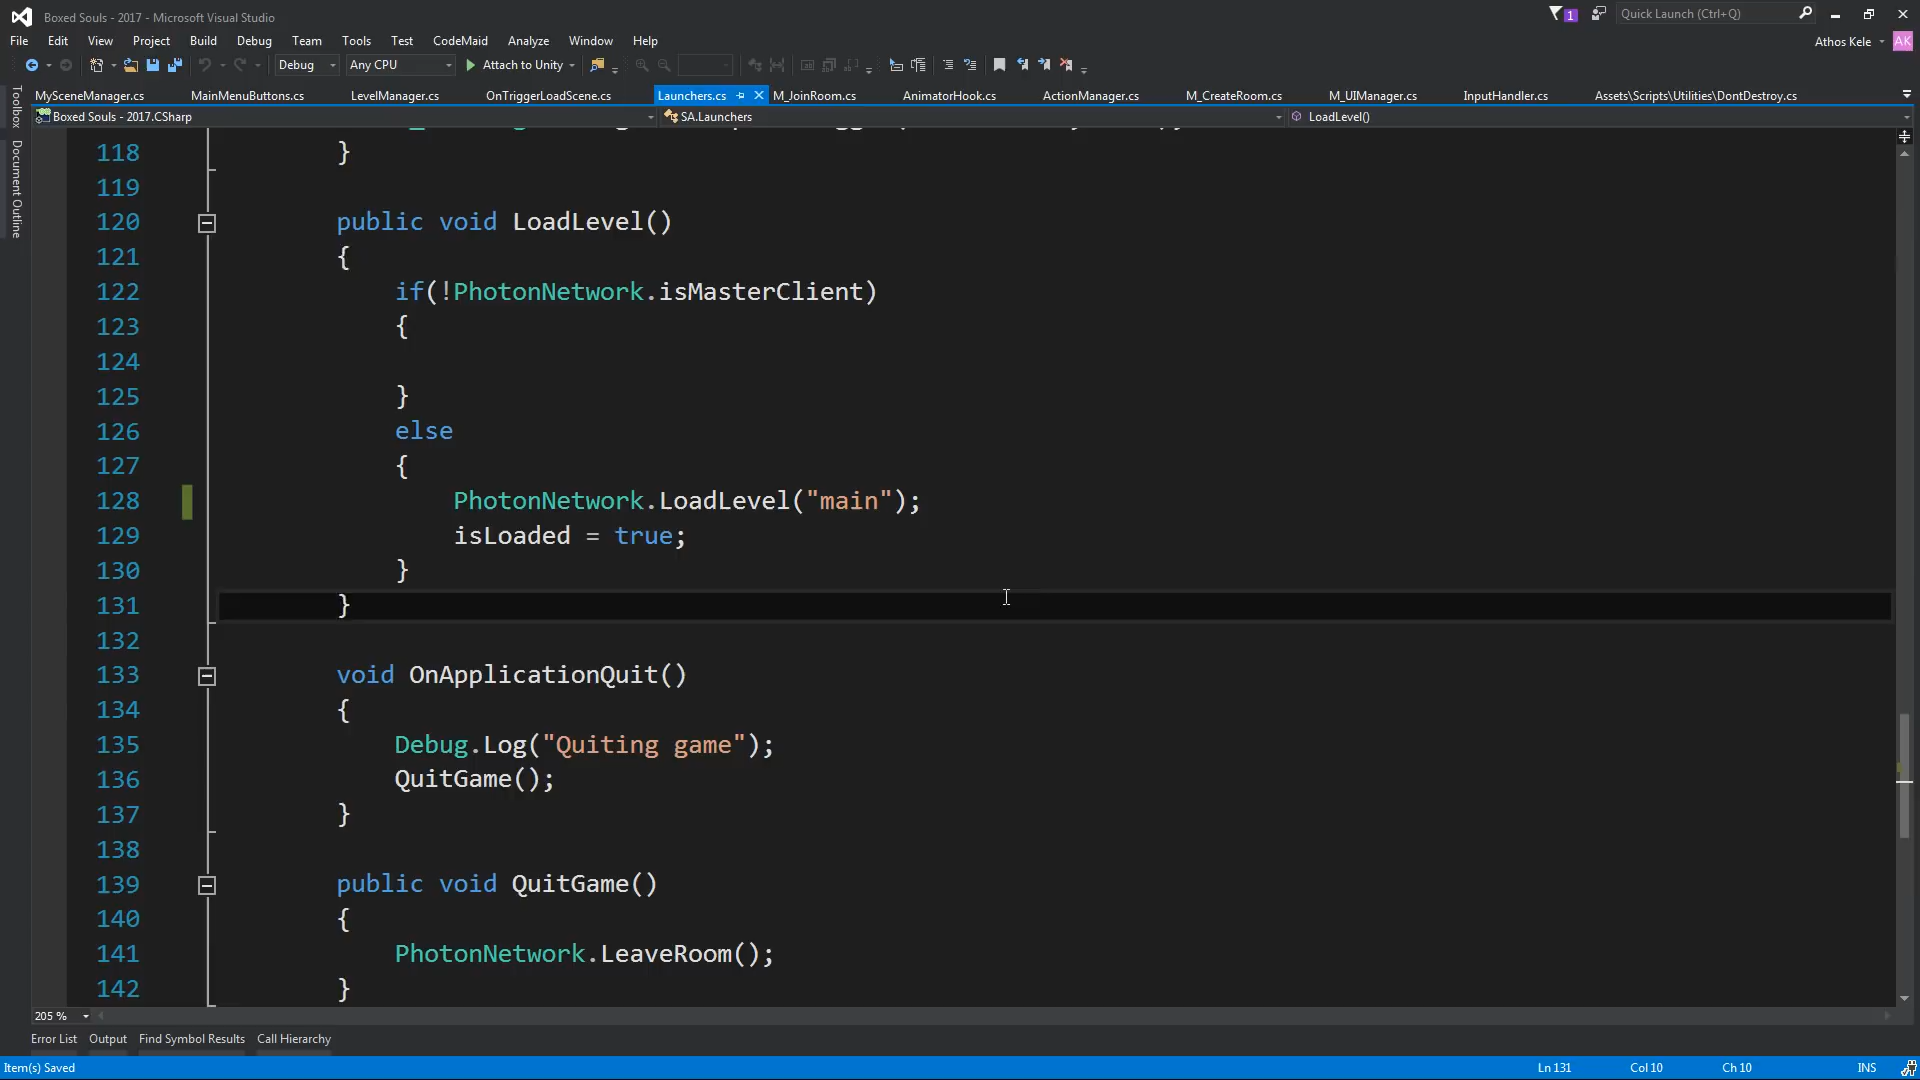 Boxed Souls - 2017 - Microsoft Visual Studio
1
Quick Launch (Ctrl+Q)
File Edit View Project Build Debug Team Tools Test CodeMaid Analyze Window Help
Athos Kele AK
Debug Any CPU Attach to Unity
MySceneManager.cs MainMenuButtons.cs LevelManager.cs OnTriggerLoadScene.cs Launchers.cs M_JoinRoom.cs AnimatorHook.cs ActionManager.cs M_CreateRoom.cs M_UIManager.cs InputHandler.cs Assets\Scripts\Utilities\DontDestroy.cs
Boxed Souls - 2017.CSharp SA.Launchers LoadLevel()
Toolbox
Document Outline
118 }
119
120 public void LoadLevel()
121 {
122 if(!PhotonNetwork.isMasterClient)
123 {
124
125 }
126 else
127 {
128 PhotonNetwork.LoadLevel("main");
129 isLoaded = true;
130 }
131 }
132
133 void OnApplicationQuit()
134 {
135 Debug.Log("Quiting game");
136 QuitGame();
137 }
138
139 public void QuitGame()
140 {
141 PhotonNetwork.LeaveRoom();
142 }
205 %
Error List Output Find Symbol Results Call Hierarchy
Item(s) Saved Ln 131 Col 10 Ch 10 INS